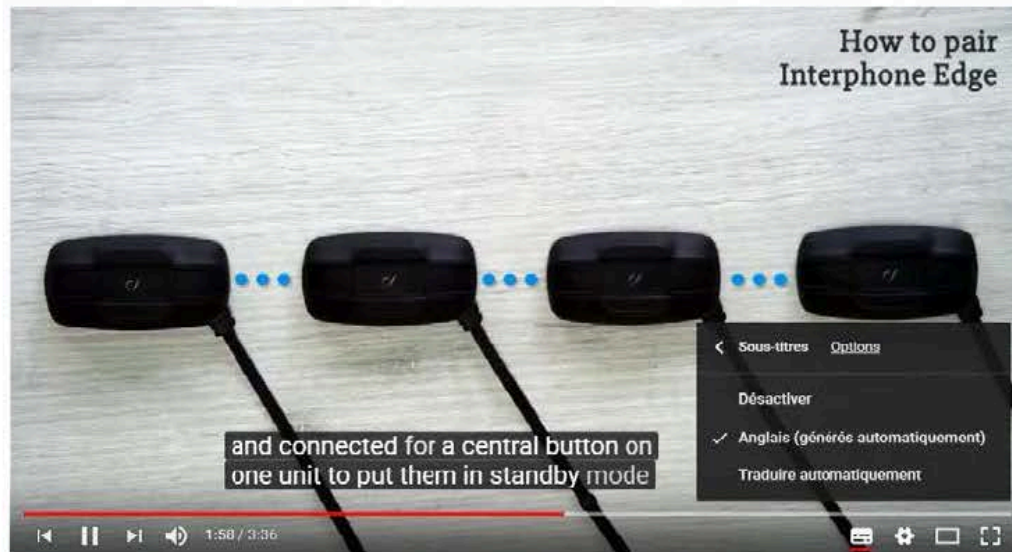 How to pair
Interphone Edge
Sous-titres Options
Désactiver
Anglais (générés automatiquement)
Traduire automatiquement
and connected for a central button on
one unit to put them in standby mode
1:58 / 3:36